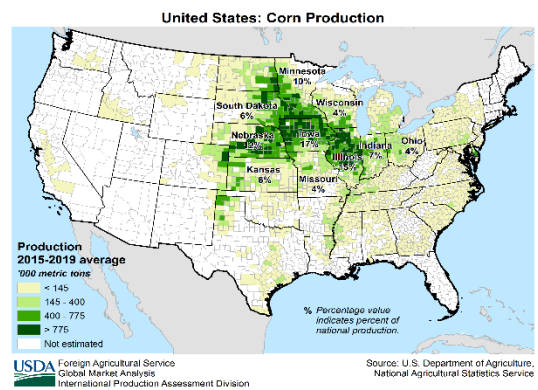 United States: Corn Production
Minnesota
10%
South Dakota
6%
Wisconsin
4%
Nebraska
12%
Iowa
17%
Illinois
Indiana
7%
Ohio
4%
Kansas
Missouri
4%
Production
2015-2019 average
'000 metric tons
< 145
145 - 400
400 - 775
> 775
Not estimated
% Percentage value
indicates percent of
national production.
USDA Foreign Agricultural Service
Global Market Analysis
International Production Assessment Division
Source: U.S. Department of Agriculture,
National Agricultural Statistics Service